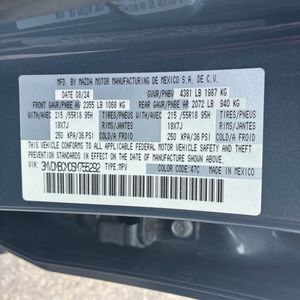 MFD. BY MAZDA MOTOR MANUFACTURING DE MEXICO S.A. DE C.V.
DATE 08/24 GVWR/PNBV 4381 LB 1987 KG
FRONT GAWR/PNBE AV 2355 LB 1068 KG REAR GAWR/PNBE AR 2072 LB 940 KG
WITH/AVEC 215/55R18 95H TIRES/PNEUS WITH/AVEC 215/55R18 95H TIRES/PNEUS
18X7J RIMS/JANTES 18X7J RIMS/JANTES
250 KPA/36 PSI COLD/A FROID 250 KPA/36 PSI COLD/A FROID
THIS VEHICLE CONFORMS TO ALL APPLICABLE FEDERAL MOTOR
VEHICLE SAFETY, BUMPER, AND THEFT PREVENTION STANDARDS
IN EFFECT ON THE DATE OF MANUFACTURE SHOWN ABOVE.
VIN: TYPE:MPV COLOR CODE:47C
MADE IN MEXICO